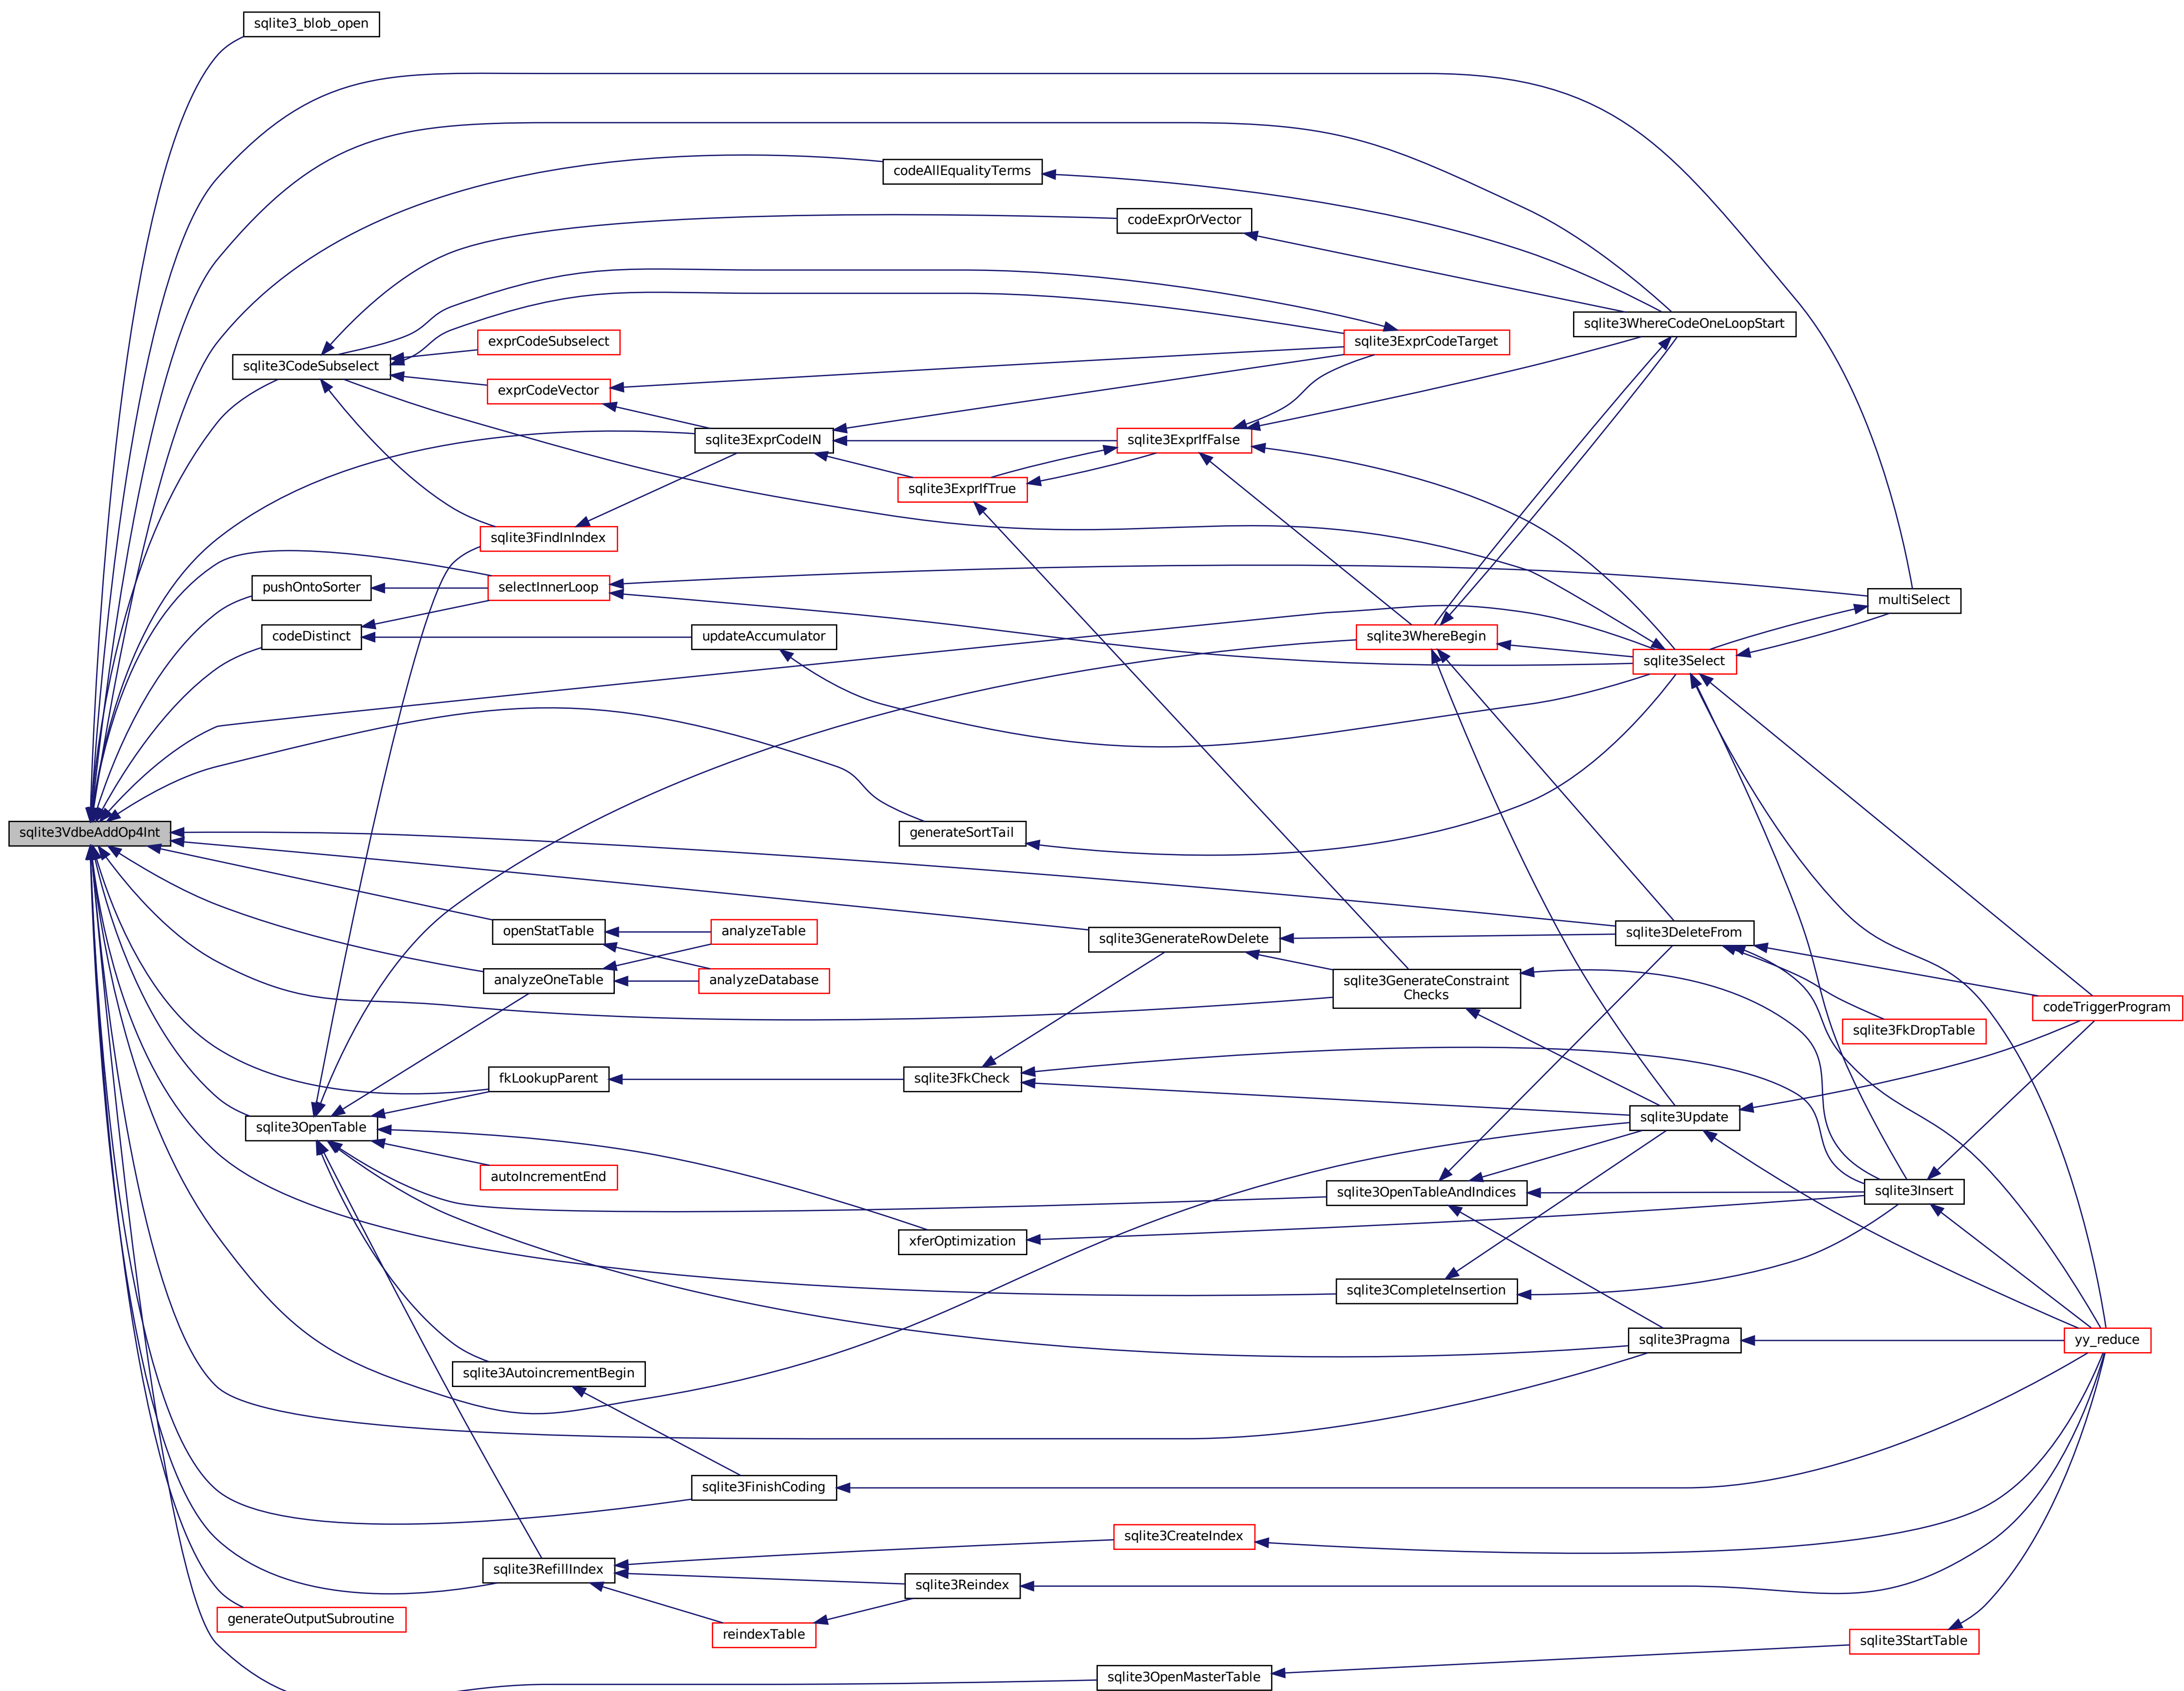 sqlite3_blob_open
codeAllEqualityTerms
codeExprOrVector
sqlite3WhereCodeOneLoopStart
exprCodeSubselect
sqlite3ExprCodeTarget
sqlite3CodeSubselect
exprCodeVector
sqlite3ExprCodeIN
sqlite3ExprIfFalse
sqlite3ExprIfTrue
sqlite3FindInIndex
pushOntoSorter
selectInnerLoop
multiSelect
codeDistinct
updateAccumulator
sqlite3WhereBegin
sqlite3Select
sqlite3VdbeAddOp4Int
generateSortTail
openStatTable
analyzeTable
sqlite3GenerateRowDelete
sqlite3DeleteFrom
analyzeOneTable
analyzeDatabase
sqlite3GenerateConstraint
Checks
codeTriggerProgram
sqlite3FkDropTable
fkLookupParent
sqlite3FkCheck
sqlite3OpenTable
sqlite3Update
autoIncrementEnd
sqlite3OpenTableAndIndices
sqlite3Insert
xferOptimization
sqlite3CompleteInsertion
sqlite3Pragma
yy_reduce
sqlite3AutoincrementBegin
sqlite3FinishCoding
sqlite3CreateIndex
sqlite3RefillIndex
sqlite3Reindex
generateOutputSubroutine
reindexTable
sqlite3StartTable
sqlite3OpenMasterTable